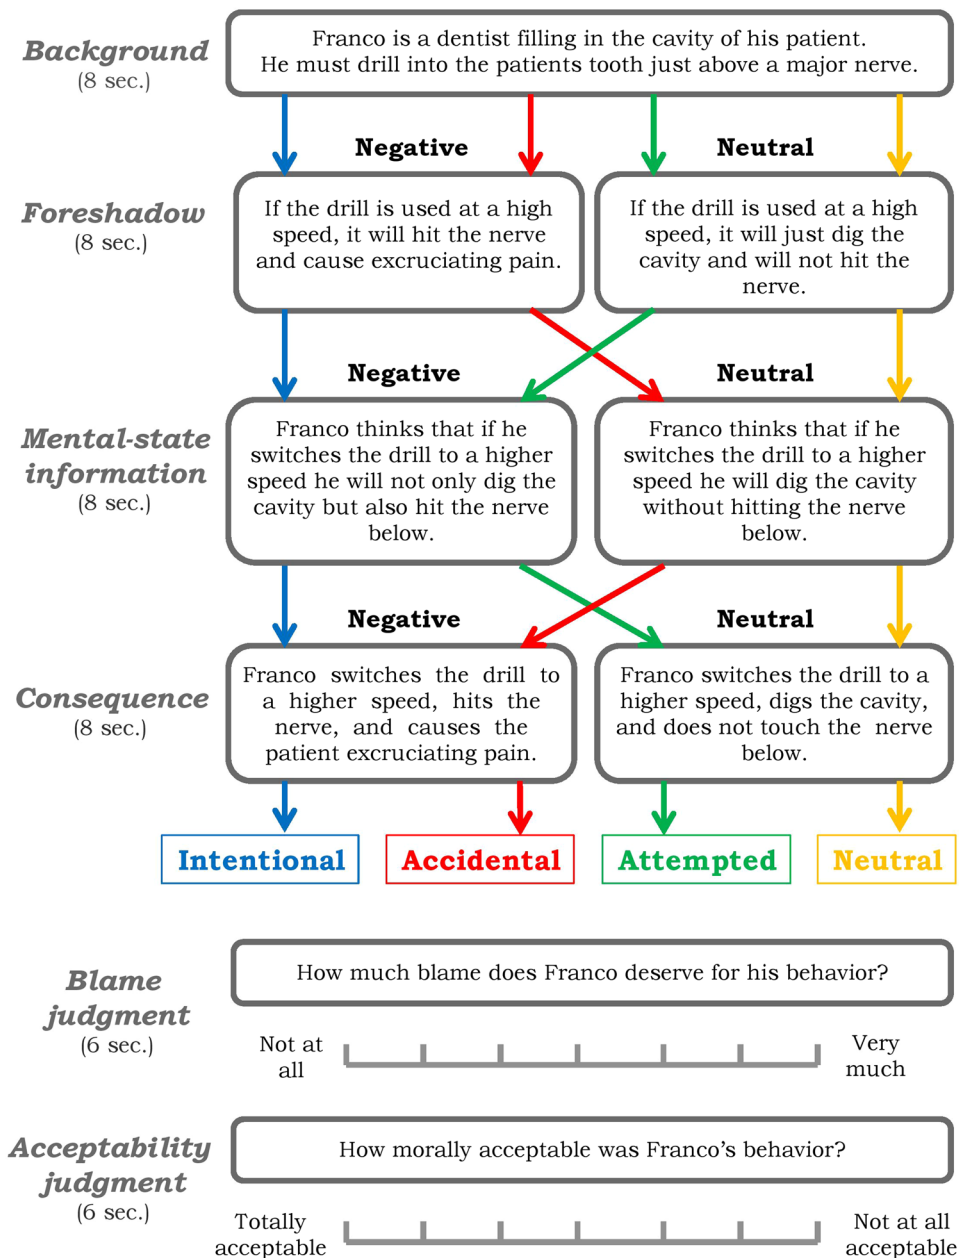 Background
(8 sec.)
Franco is a dentist filling in the cavity of his patient.
He must drill into the patients tooth just above a major nerve.
Negative
Neutral
Foreshadow
(8 sec.)
If the drill is used at a high
speed, it will hit the nerve
and cause excruciating pain.
If the drill is used at a high
speed, it will just dig the
cavity and will not hit the
nerve.
Negative
Neutral
Mental-state
information
(8 sec.)
Franco thinks that if he
switches the drill to a higher
speed he will not only dig the
cavity but also hit the nerve
below.
Franco thinks that if he
switches the drill to a higher
speed he will dig the cavity
without hitting the nerve
below.
Negative
Neutral
Consequence
(8 sec.)
Franco switches the drill to
a higher speed, hits the
nerve, and causes the
patient excruciating pain.
Franco switches the drill to a
higher speed, digs the cavity,
and does not touch the nerve
below.
Intentional
Accidental
Attempted
Neutral
Blame
judgment
(6 sec.)
How much blame does Franco deserve for his behavior?
Not at
all
Very
much
Acceptability
judgment
(6 sec.)
How morally acceptable was Franco's behavior?
Totally
acceptable
Not at all
acceptable